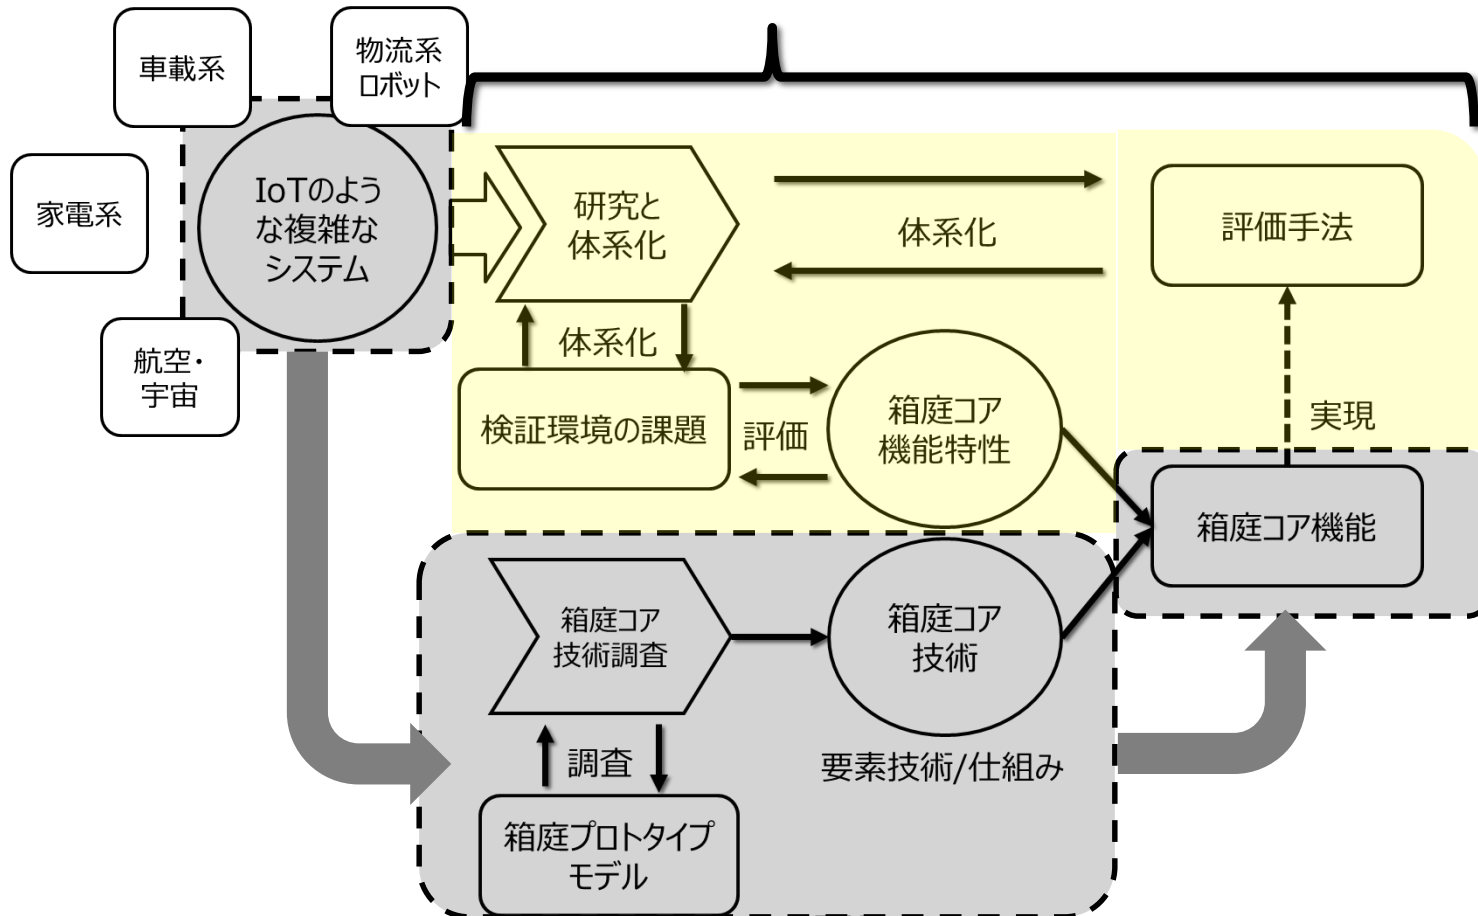 車載系
物流系
ロボット
家電系
IoTのよう
な複雑な
システム
航空・
宇宙
研究と
体系化
体系化
評価手法
体系化
検証環境の課題
評価
箱庭コア
機能特性
実現
箱庭コア機能
箱庭コア
技術調査
箱庭コア
技術
調査
要素技術/仕組み
箱庭プロトタイプ
モデル